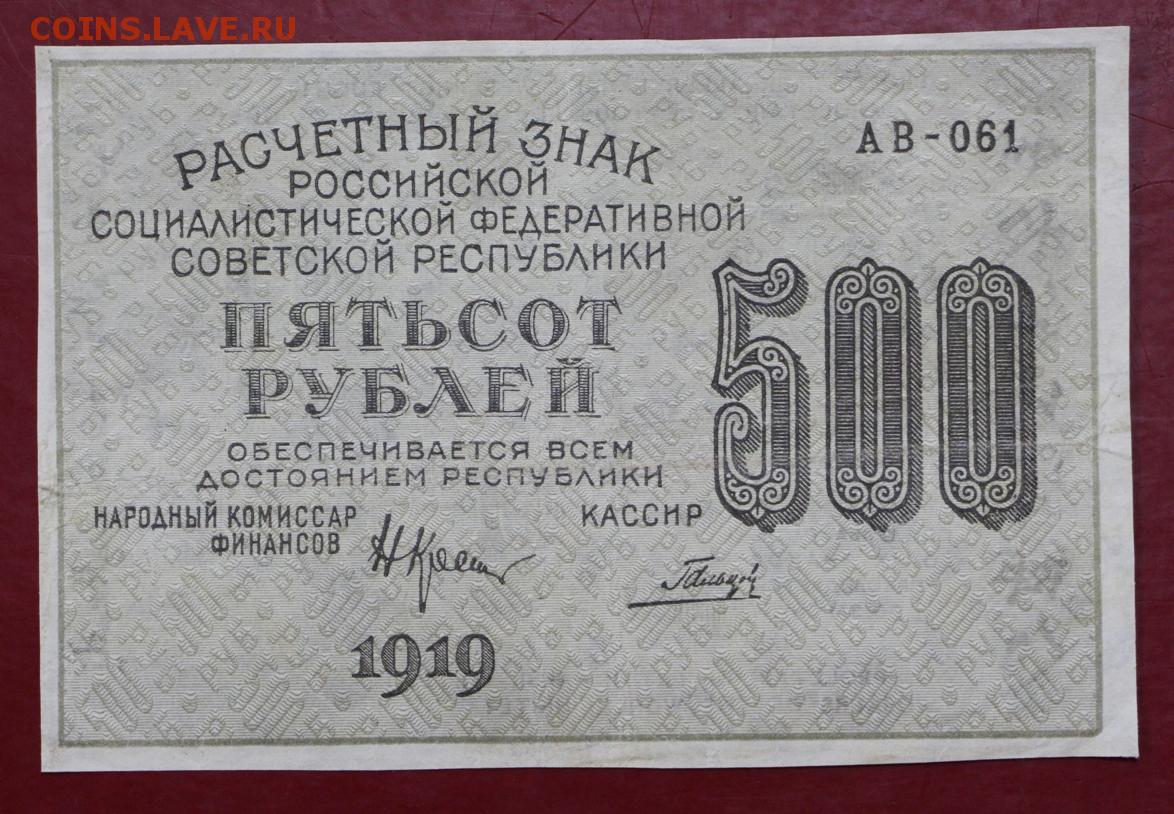 COINS.LAVE.RU
РАСЧЕТНЫЙ ЗНАК
РОССИЙСКОЙ
СОЦИАЛИСТИЧЕСКОЙ ФЕДЕРАТИВНОЙ
СОВЕТСКОЙ РЕСПУБЛИКИ
АВ-061
ПЯТЬСОТ
РУБЛЕЙ
500
ОБЕСПЕЧИВАЕТСЯ ВСЕМ
ДОСТОЯНИЕМ РЕСПУБЛИКИ
НАРОДНЫЙ КОМИССАР
ФИНАНСОВ
КАССИР
1919